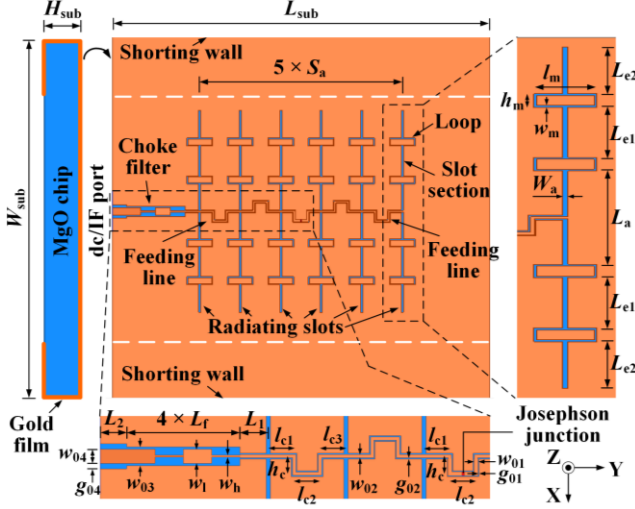 H_sub
L_sub
Shorting wall
5 × S_a
Loop
Choke
filter
Slot
section
W_sub
MgO chip
dc/IF port
Feeding
line
Feeding
line
Radiating slots
Shorting wall
Gold
film
l_m
h_m
w_m
L_e2
L_e1
W_a
L_a
L_e1
L_e2
Josephson
junction
L_2
4 × L_f
L_1
l_c1
l_c3
l_c1
w_04
g_04
w_03
w_l
w_h
h_c
l_c2
w_02
g_02
h_c
l_c2
w_01
g_01
Z
Y
X